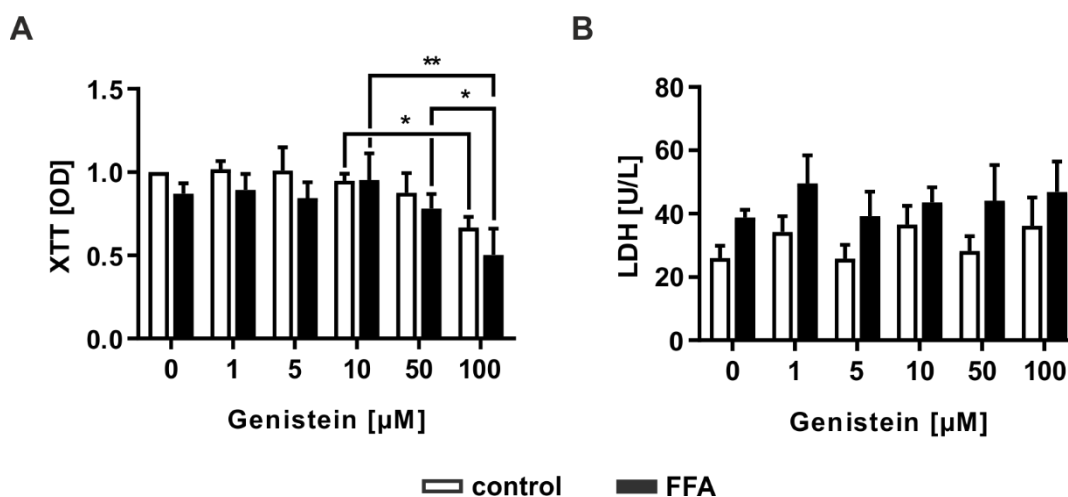 A
XTT [OD]
1.5
1.0
0.5
0.0
**
*
*
0 1 5 10 50 100
Genistein [µM]
B
LDH [U/L]
80
60
40
20
0
0 1 5 10 50 100
Genistein [µM]
control FFA